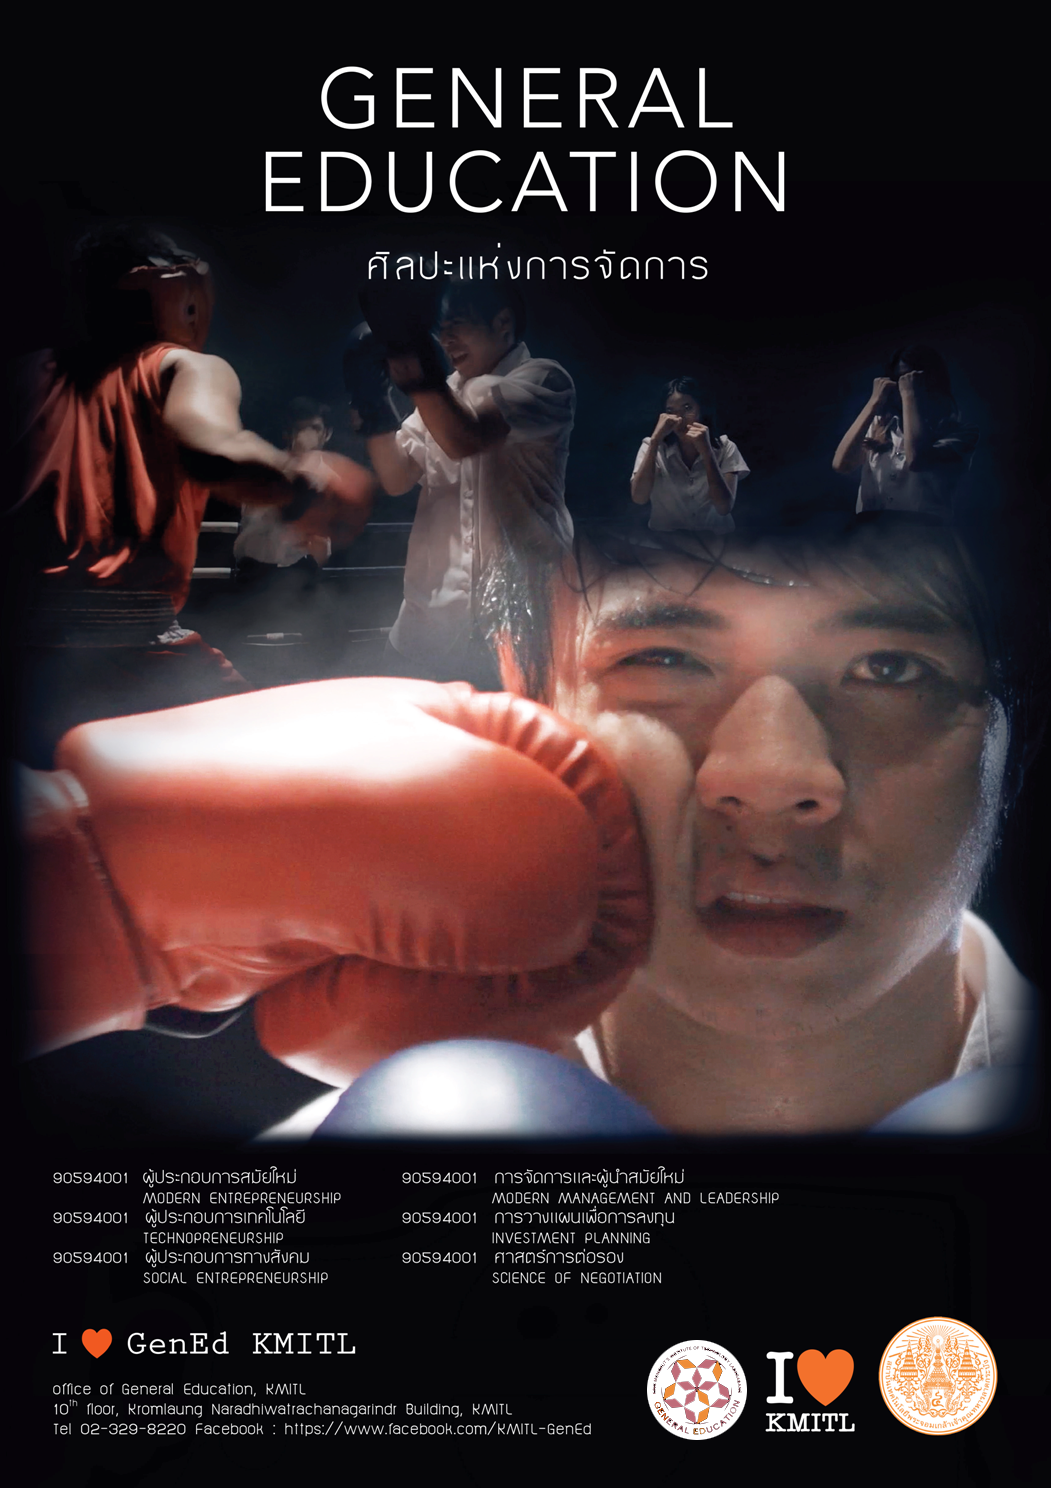 GENERAL
EDUCATION
ศิลปะแห่งการจัดการ
90594001 ผู้ประกอบการสมัยใหม่
MODERN ENTREPRENEURSHIP
90594001 ผู้ประกอบการเทคโนโลยี
TECHNOPRENEURSHIP
90594001 ผู้ประกอบการทางสังคม
SOCIAL ENTREPRENEURSHIP
90594001 การจัดการและผู้นำสมัยใหม่
MODERN MANAGEMENT AND LEADERSHIP
90594001 การวางแผนเพื่อการลงทุน
INVESTMENT PLANNING
90594001 ศาสตร์การต่อรอง
SCIENCE OF NEGOTIATION
I ♥ GenEd KMITL
office of General Education, KMITL
10th floor, Kromlaung Naradhiwatrachanagarindr Building, KMITL
Tel 02-329-8220 Facebook : https://www.facebook.com/KMITL-GenEd
GENERAL EDUCATION
I ♥
KMITL